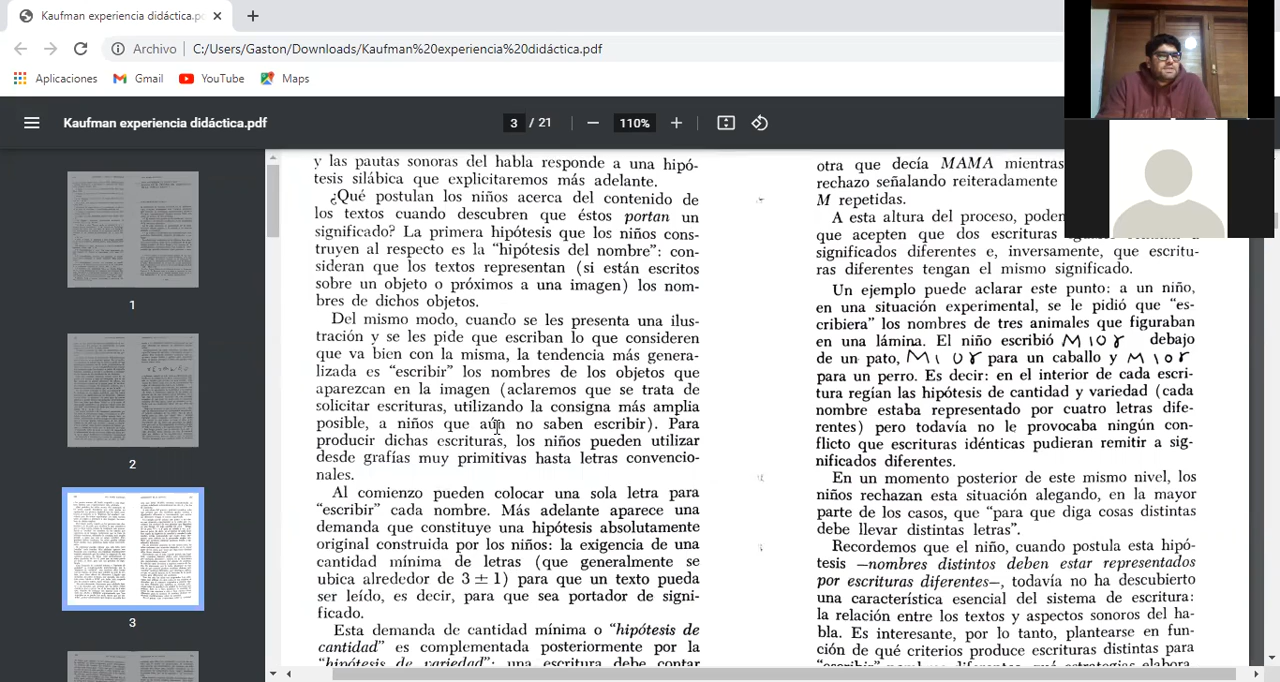 Kaufman experiencia didáctica.p
Archivo
C:/Users/Gaston/Downloads/Kaufman%20experiencia%20didáctica.pdf
Aplicaciones
Gmail
YouTube
Maps
Kaufman experiencia didáctica.pdf
3 / 21
110%
1
2
3
y las pautas sonoras del habla responde a una hipó-
tesis silábica que explicitaremos más adelante.
¿Qué postulan los niños acerca del contenido de
los textos cuando descubren que éstos portan un
significado? La primera hipótesis que los niños cons-
truyen al respecto es la "hipótesis del nombre": con-
sideran que los textos representan (si están escritos
sobre un objeto o próximos a una imagen) los nom-
bres de dichos objetos.
Del mismo modo, cuando se les presenta una ilus-
tración y se les pide que escriban lo que consideren
que va bien con la misma, la tendencia más genera-
lizada es "escribir" los nombres de los objetos que
aparezcan en la imagen (aclaremos que se trata de
solicitar escrituras, utilizando la consigna más amplia
posible, a niños que aún no saben escribir). Para
producir dichas escrituras, los niños pueden utilizar
desde grafías muy primitivas hasta letras convencio-
nales.
Al comienzo pueden colocar una sola letra para
"escribir" cada nombre. Más adelante aparece una
demanda que constituye una hipótesis absolutamente
original construida por los niños: la exigencia de una
cantidad mínima de letras, (que generalmente se
sitúa alrededor de 3 ± 1) para que un texto pueda
ser leído, es decir, para que sea portador de signi-
ficado.
Esta demanda de cantidad mínima o "hipótesis de
cantidad" es complementada posteriormente por la
"hipótesis de variedad"
escrito debe contar
otra que decía MAMA mientras
rechazo señalando reiteradamente
M repetidas.
A esta altura del proceso, pueden
que acepten que dos escrituras
significados diferentes e, inversamente, que escritu-
ras diferentes tengan el mismo significado.
Un ejemplo puede aclarar este punto: a un niño,
en una situación experimental, se le pidió que "es-
cribiera" los nombres de tres animales que figuraban
en una lámina. El niño escribió debajo
de un pato, para un caballo y
para un perro. Es decir: en el interior de cada escri-
tura regían las hipótesis de cantidad y variedad (cada
nombre estaba representado por cuatro letras dife-
rentes) pero todavía no le provocaba ningún con-
flicto que escrituras idénticas pudieran remitir a sig-
nificados diferentes.
En un momento posterior de este mismo nivel, los
niños rechazan esta situación alegando, en la mayor
parte de los casos, que "para que diga cosas distintas
debe llevar distintas letras".
Recordemos que el niño, cuando postula esta hipó-
tesis —nombres distintos deben estar representados
por escrituras diferentes—, todavía no ha descubierto
una característica esencial del sistema de escritura:
la relación entre los textos y aspectos sonoros del ha-
bla. Es interesante, por lo tanto, plantearse en fun-
ción de qué criterios produce escrituras distintas para